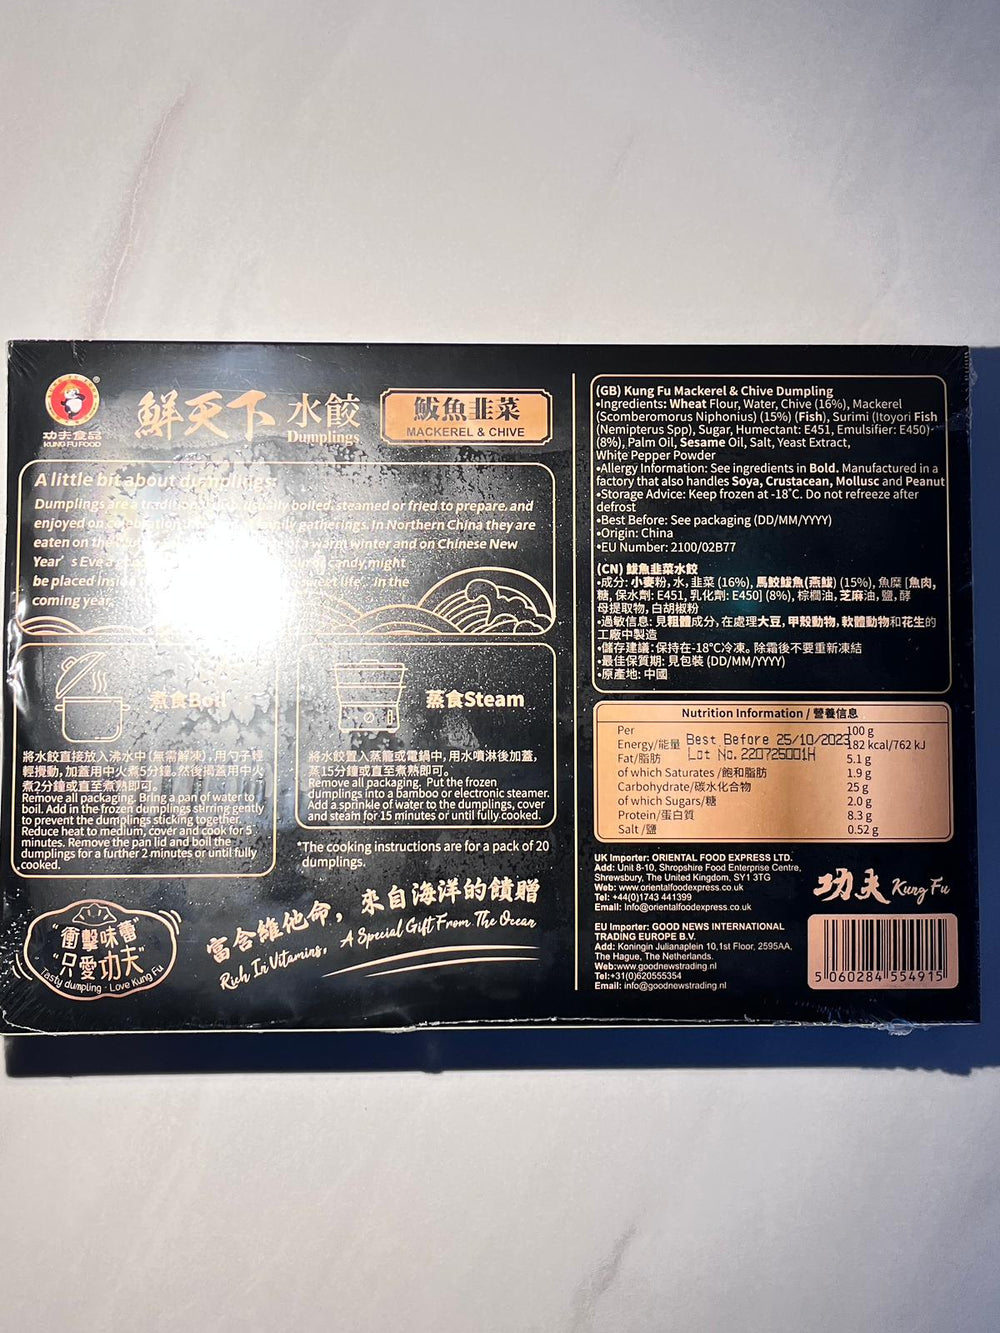 功夫食品
KUNG FU FOOD
鮮天下 水餃
Dumplings
鲅魚韭菜
MACKEREL & CHIVE
A little bit about dumplings:
Dumplings are a traditional dish, usually boiled, steamed or fried to prepare, and
enjoyed on celebration family gatherings. In Northern China they are
eaten on the of a warm winter and on Chinese New
Year's Eve a candy might
be placed inside sweet life". In the
coming year.
煮食Boil
將水餃直接放入沸水中(無需解凍),用勺子輕
輕攪動,加蓋用中火煮5分鐘。然後揭蓋用中火
煮2分鐘或直至煮熟即可。
Remove all packaging. Bring a pan of water to
boil. Add in the frozen dumplings stirring gently
to prevent the dumplings sticking together.
Reduce heat to medium, cover and cook for 5
minutes. Remove the pan lid and boil the
dumplings for a further 2 minutes or until fully
cooked.
蒸食Steam
將水餃置入蒸籠或電鍋中,用水噴淋後加蓋,
蒸15分鐘或直至煮熟即可。
Remove all packaging. Put the frozen
dumplings into a bamboo or electronic steamer.
Add a sprinkle of water to the dumplings, cover
and steam for 15 minutes or until fully cooked.
*The cooking instructions are for a pack of 20
dumplings.
"衝擊味蕾"
"只愛功夫"
Tasty dumpling · Love Kung Fu
富含維他命, 來自海洋的饋贈
Rich In Vitamins, A Special Gift From The Ocean
(GB) Kung Fu Mackerel & Chive Dumpling
•Ingredients: Wheat Flour, Water, Chive (16%), Mackerel
(Scomberomorus Niphonius) (15%) (Fish), Surimi (Itoyori Fish
(Nemipterus Spp), Sugar, Humectant: E451, Emulsifier: E450)
(8%), Palm Oil, Sesame Oil, Salt, Yeast Extract,
White Pepper Powder
•Allergy Information: See ingredients in Bold. Manufactured in a
factory that also handles Soya, Crustacean, Mollusc and Peanut
•Storage Advice: Keep frozen at -18°C. Do not refreeze after
defrost
•Best Before: See packaging (DD/MM/YYYY)
•Origin: China
•EU Number: 2100/02B77
(CN) 鲅魚韭菜水餃
•成分: 小麥粉, 水, 韭菜 (16%), 馬鮫鲅魚(燕鲅) (15%), 魚糜 [魚肉,
糖, 保水劑: E451, 乳化劑: E450] (8%), 棕櫚油, 芝麻油, 鹽, 酵
母提取物, 白胡椒粉
•過敏信息: 見粗體成分, 在處理大豆, 甲殼動物, 軟體動物和花生的
工廠中製造
•儲存建議: 保持在-18°C冷凍。除霜後不要重新凍結
•最佳保質期: 見包裝 (DD/MM/YYYY)
•原產地: 中國
Nutrition Information / 營養信息
Per 100 g
Energy/能量 182 kcal/762 kJ
Best Before 25/10/2023
Lot No. 220725001H
Fat/脂肪 5.1 g
of which Saturates /飽和脂肪 1.9 g
Carbohydrate/碳水化合物 25 g
of which Sugars/糖 2.0 g
Protein/蛋白質 8.3 g
Salt /鹽 0.52 g
UK Importer: ORIENTAL FOOD EXPRESS LTD.
Add: Unit 8-10, Shropshire Food Enterprise Centre,
Shrewsbury, The United Kingdom, SY1 3TG
Web: www.orientalfoodexpress.co.uk
Tel: +44(0)1743 441399
Email: Info@orientalfoodexpress.co.uk
EU Importer: GOOD NEWS INTERNATIONAL
TRADING EUROPE B.V.
Add: Koningin Julianaplein 10, 1st Floor, 2595AA,
The Hague, The Netherlands.
Web:www.goodnewstrading.nl
Tel:+31(0)620555354
Email: info@goodnewstrading.nl
功夫 Kung Fu
5 060284 554915